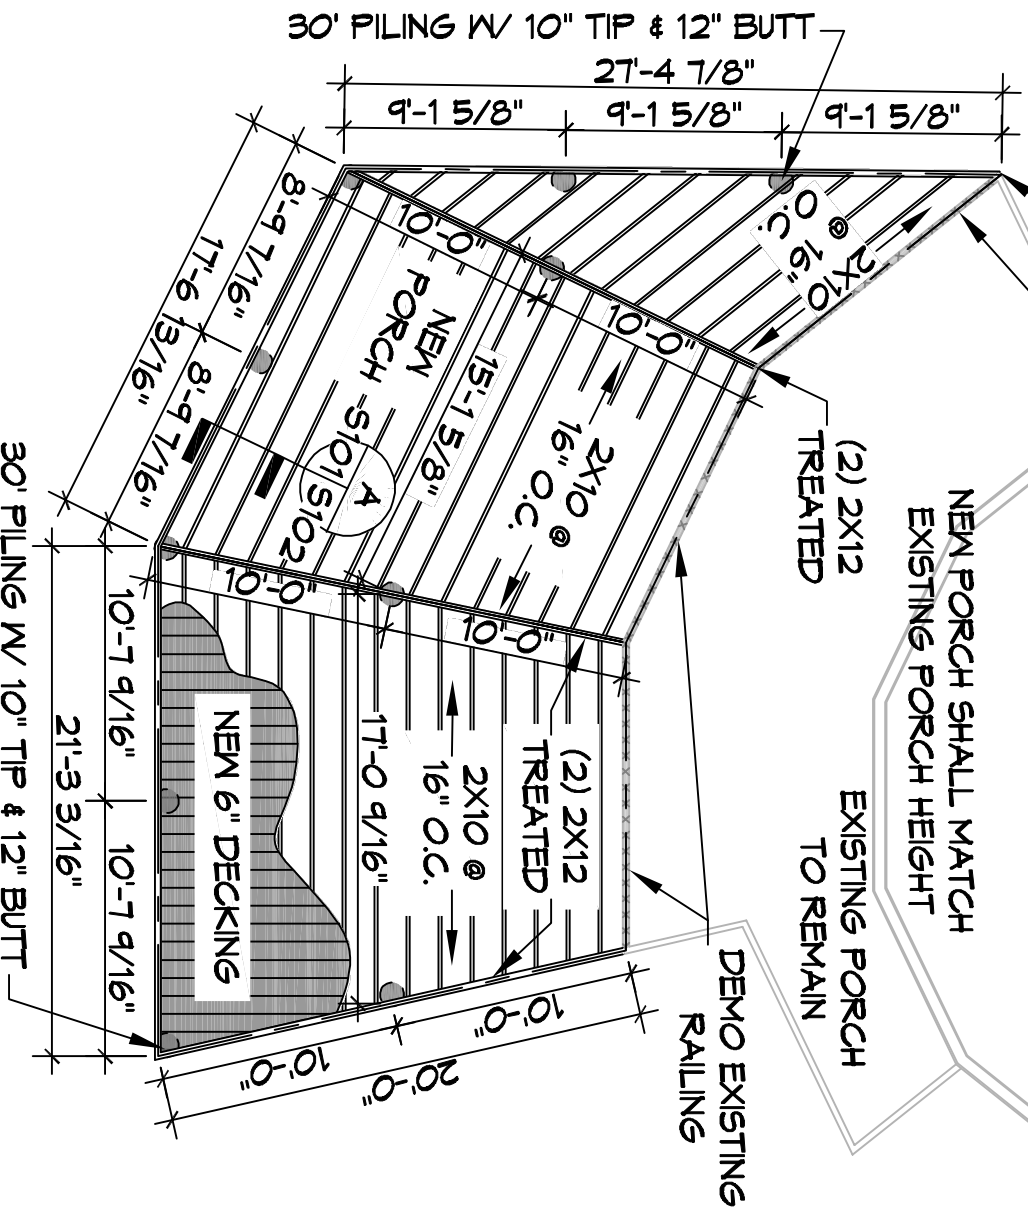 30' PILING W/ 10" TIP & 12" BUTT
27'-4 7/8"
9'-1 5/8"
9'-1 5/8"
9'-1 5/8"
2X10
@ 16"
O.C.
10'-0"
10'-0"
8'-9 7/16"
17'-6 13/16"
8'-9 7/16"
NEW
PORCH
15'-1 5/8"
2X10 @
16" O.C.
A
S101
S102
(2) 2X12
TREATED
NEW PORCH SHALL MATCH
EXISTING PORCH HEIGHT
EXISTING PORCH
TO REMAIN
10'-0"
10'-0"
10'-7 9/16"
21'-3 3/16"
10'-7 9/16"
30' PILING W/ 10" TIP & 12" BUTT
NEW 6" DECKING
17'-0 9/16"
2X10 @
16" O.C.
(2) 2X12
TREATED
DEMO EXISTING
RAILING
10'-0"
10'-0"
20'-0"